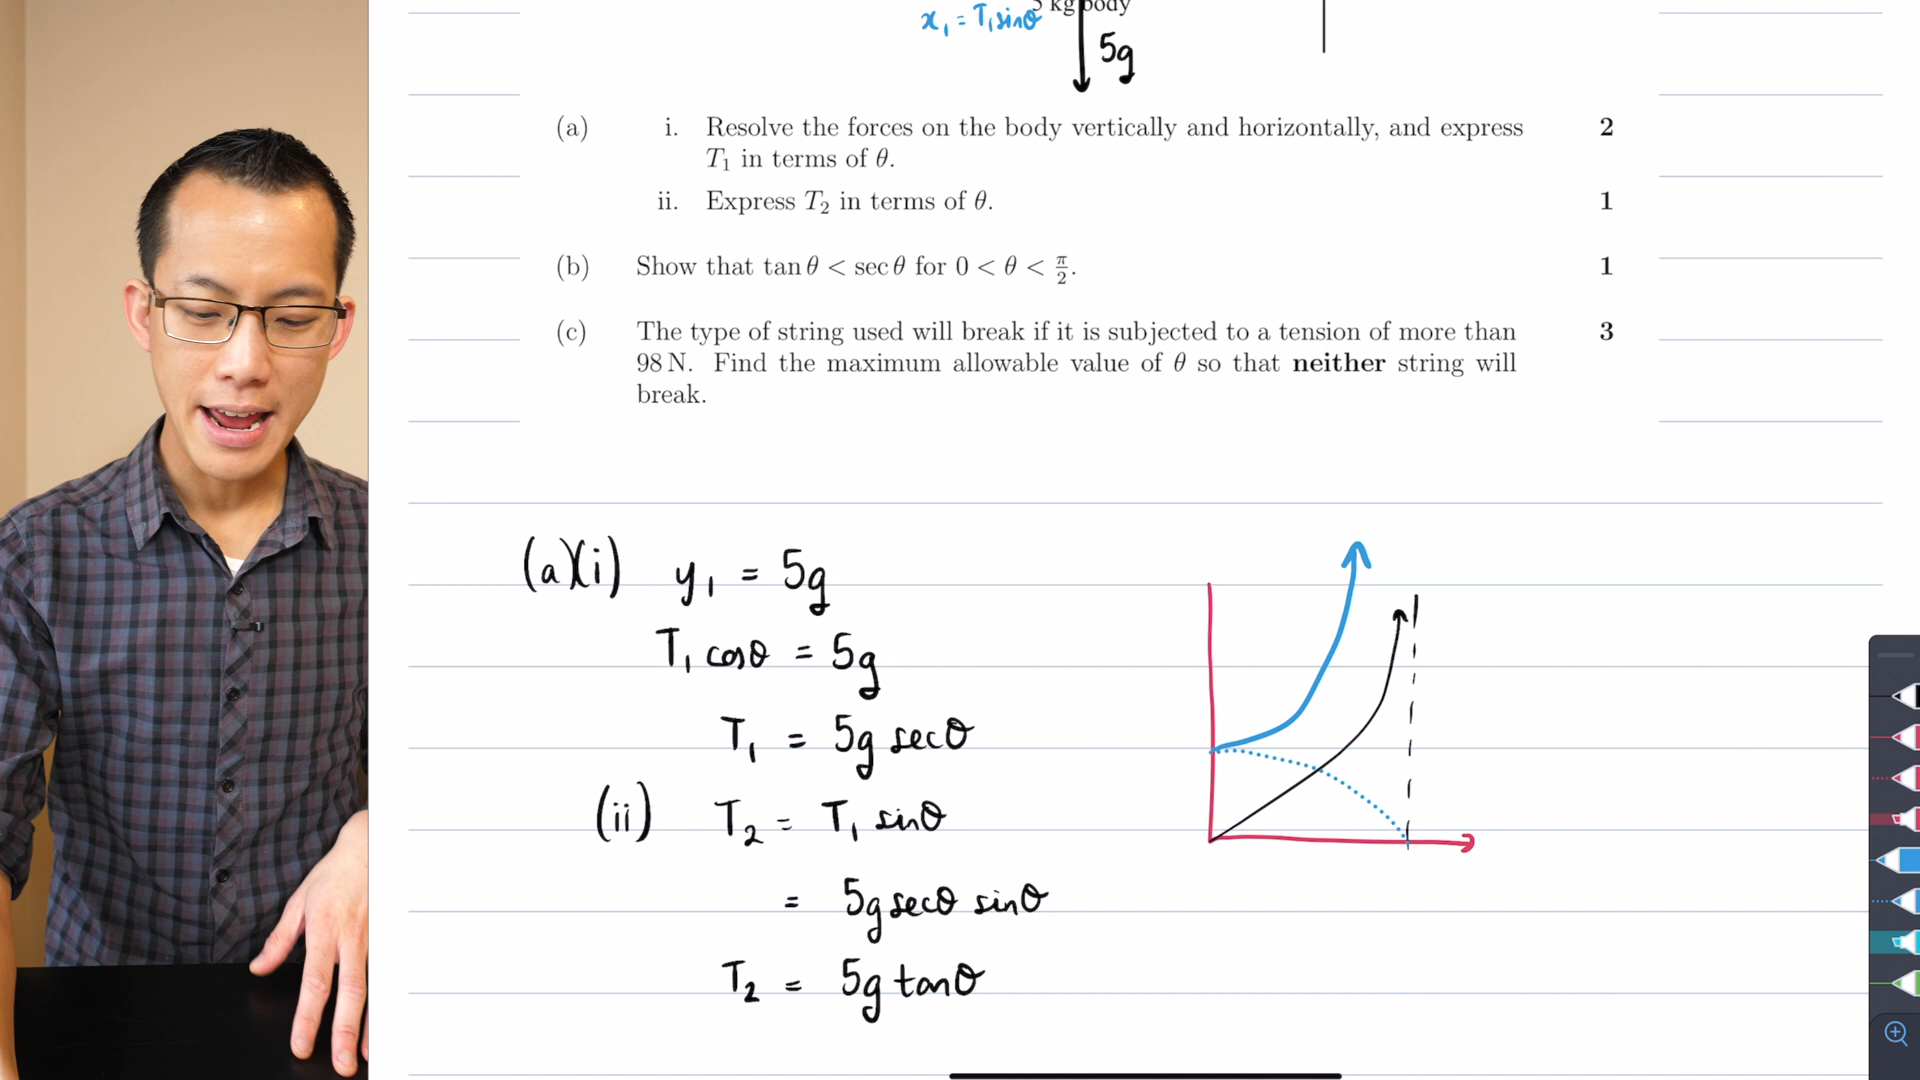 x₁ = T₁ sinθ
kg body
5g
(a) i. Resolve the forces on the body vertically and horizontally, and express 2
T₁ in terms of θ.
ii. Express T₂ in terms of θ. 1
(b) Show that tan θ < sec θ for 0 < θ < π/2. 1
(c) The type of string used will break if it is subjected to a tension of more than 3
98 N. Find the maximum allowable value of θ so that neither string will
break.
(a)(i) y₁ = 5g
T₁ cosθ = 5g
T₁ = 5g secθ
(ii) T₂ = T₁ sinθ
= 5g secθ sinθ
T₂ = 5g tanθ